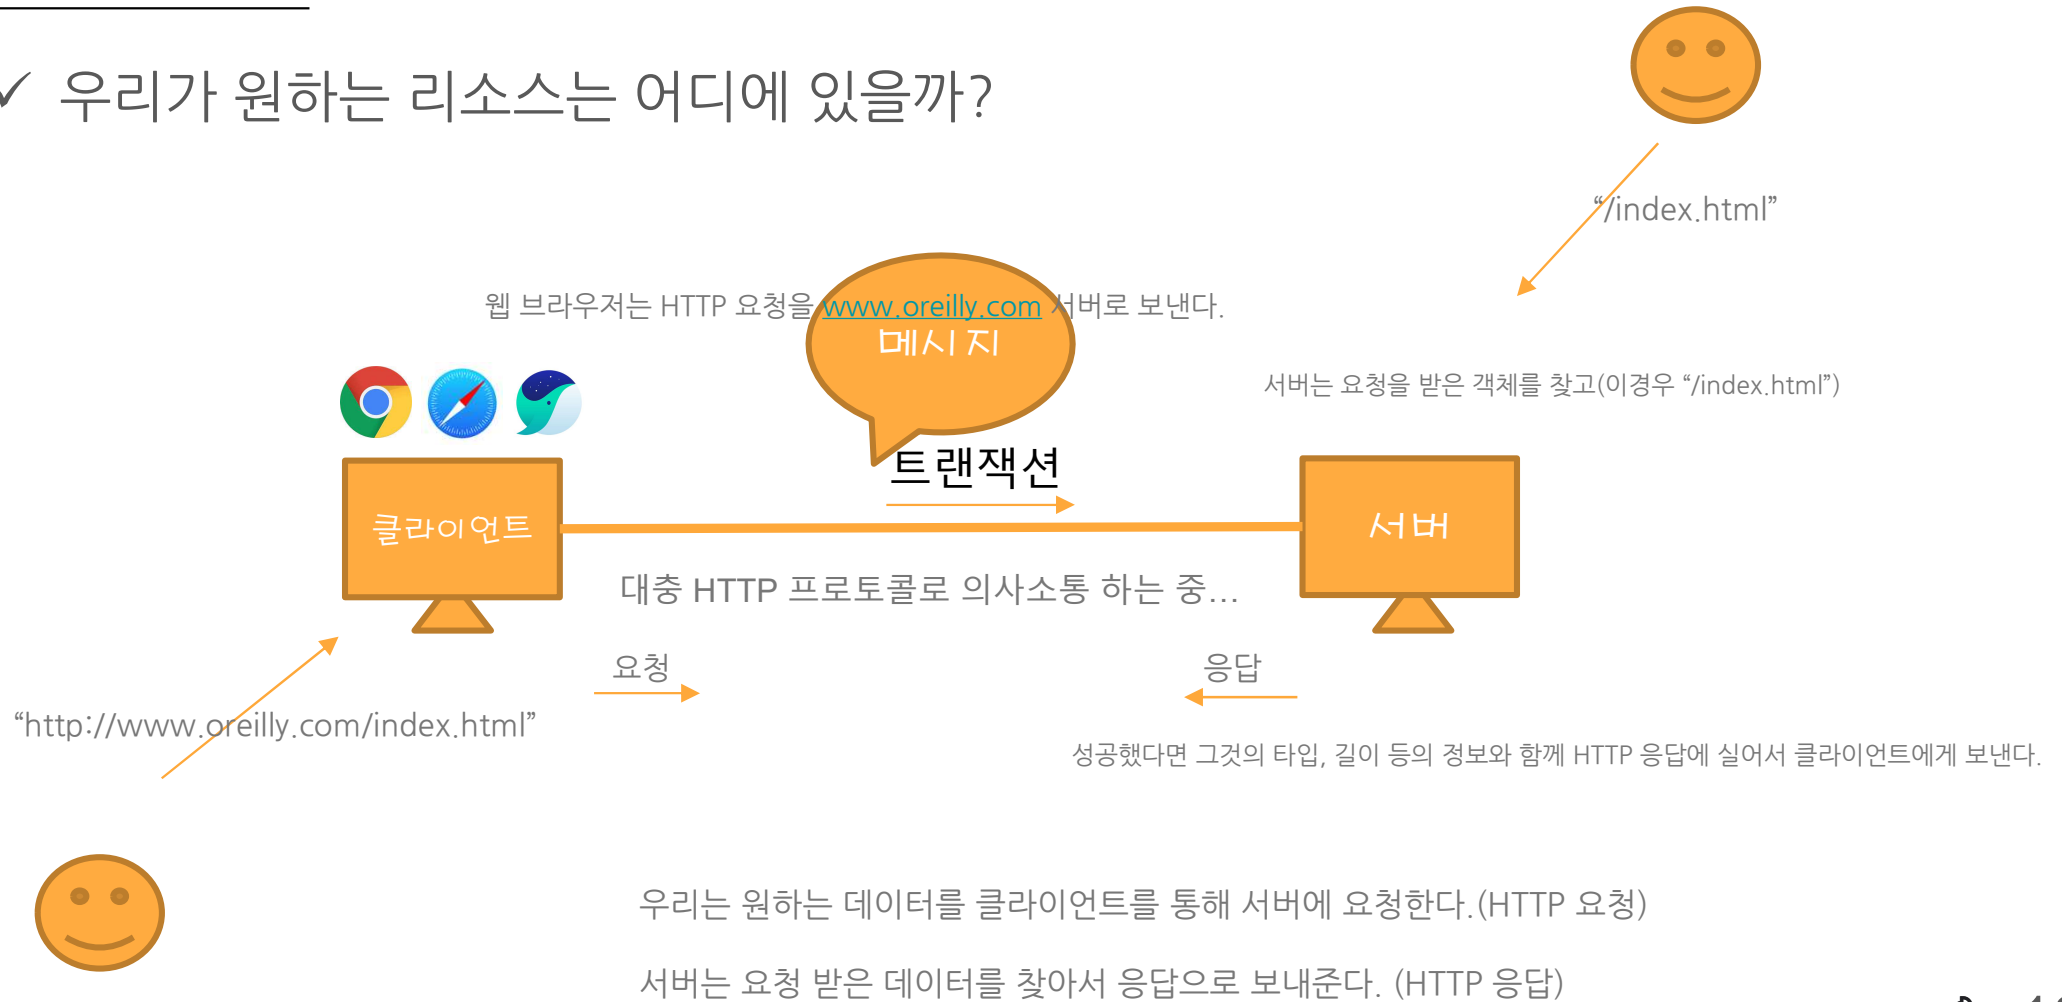 ✓ 우리가 원하는 리소스는 어디에 있을까?
“/index.html”
웹 브라우저는 HTTP 요청을 www.oreilly.com 서버로 보낸다.
메시지
서버는 요청을 받은 객체를 찾고(이경우 “/index.html”)
트랜잭션
클라이언트
서버
대충 HTTP 프로토콜로 의사소통 하는 중...
요청
응답
“http://www.oreilly.com/index.html”
성공했다면 그것의 타입, 길이 등의 정보와 함께 HTTP 응답에 실어서 클라이언트에게 보낸다.
우리는 원하는 데이터를 클라이언트를 통해 서버에 요청한다.(HTTP 요청)
서버는 요청 받은 데이터를 찾아서 응답으로 보내준다. (HTTP 응답)